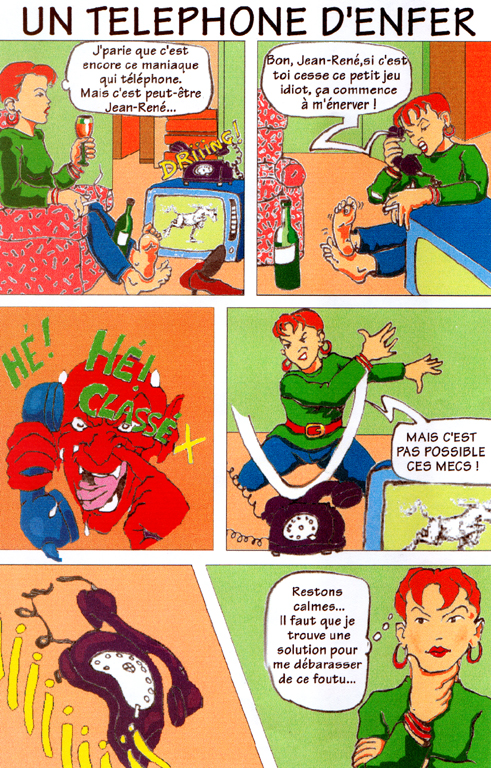 UN TELEPHONE D'ENFER
J'parie que c'est
encore ce maniaque
qui téléphone.
Mais c'est peut-être
Jean-René...
DRIIING!
Bon, Jean-René,si c'est
toi cesse ce petit jeu
idiot, ça commence
à m'énerver !
HÉ!
HÉ!
CLASSÉ
X
MAIS C'EST
PAS POSSIBLE
CES MECS !
Restons
calmes...
Il faut que je
trouve une
solution pour
me débarasser
de ce foutu...